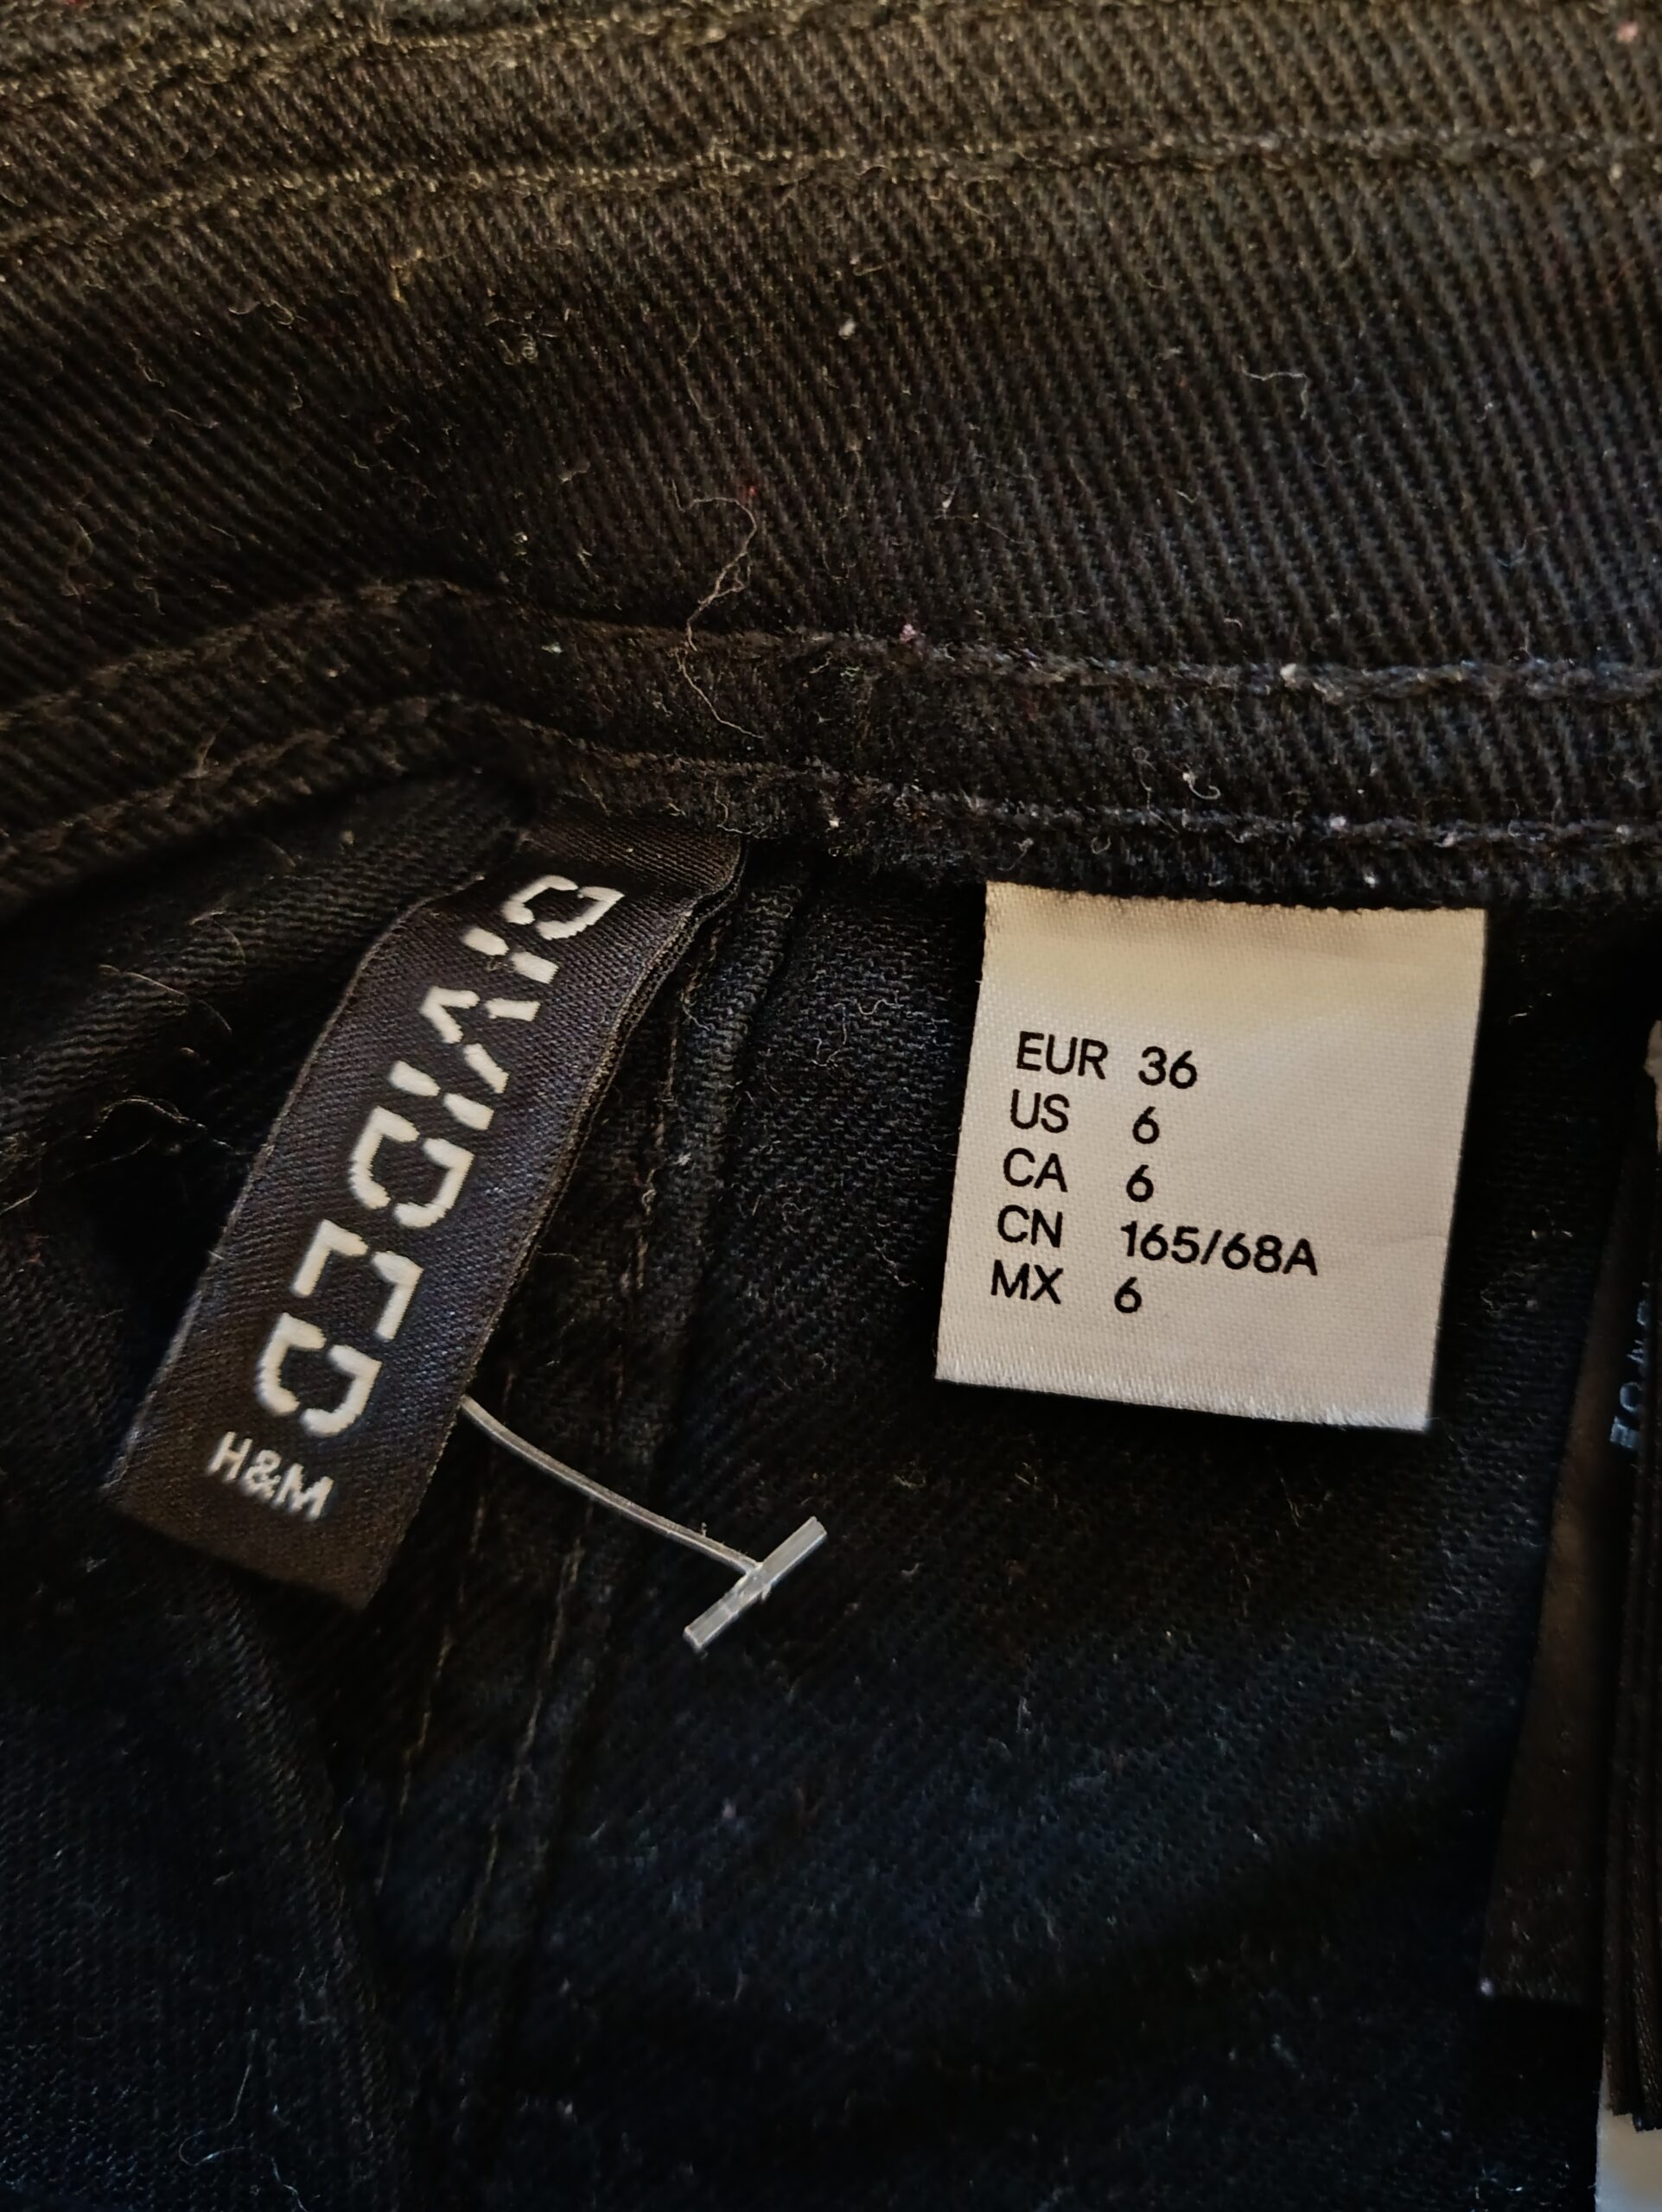 DIVIDED
H&M
EUR 36
US 6
CA 6
CN 165/68A
MX 6